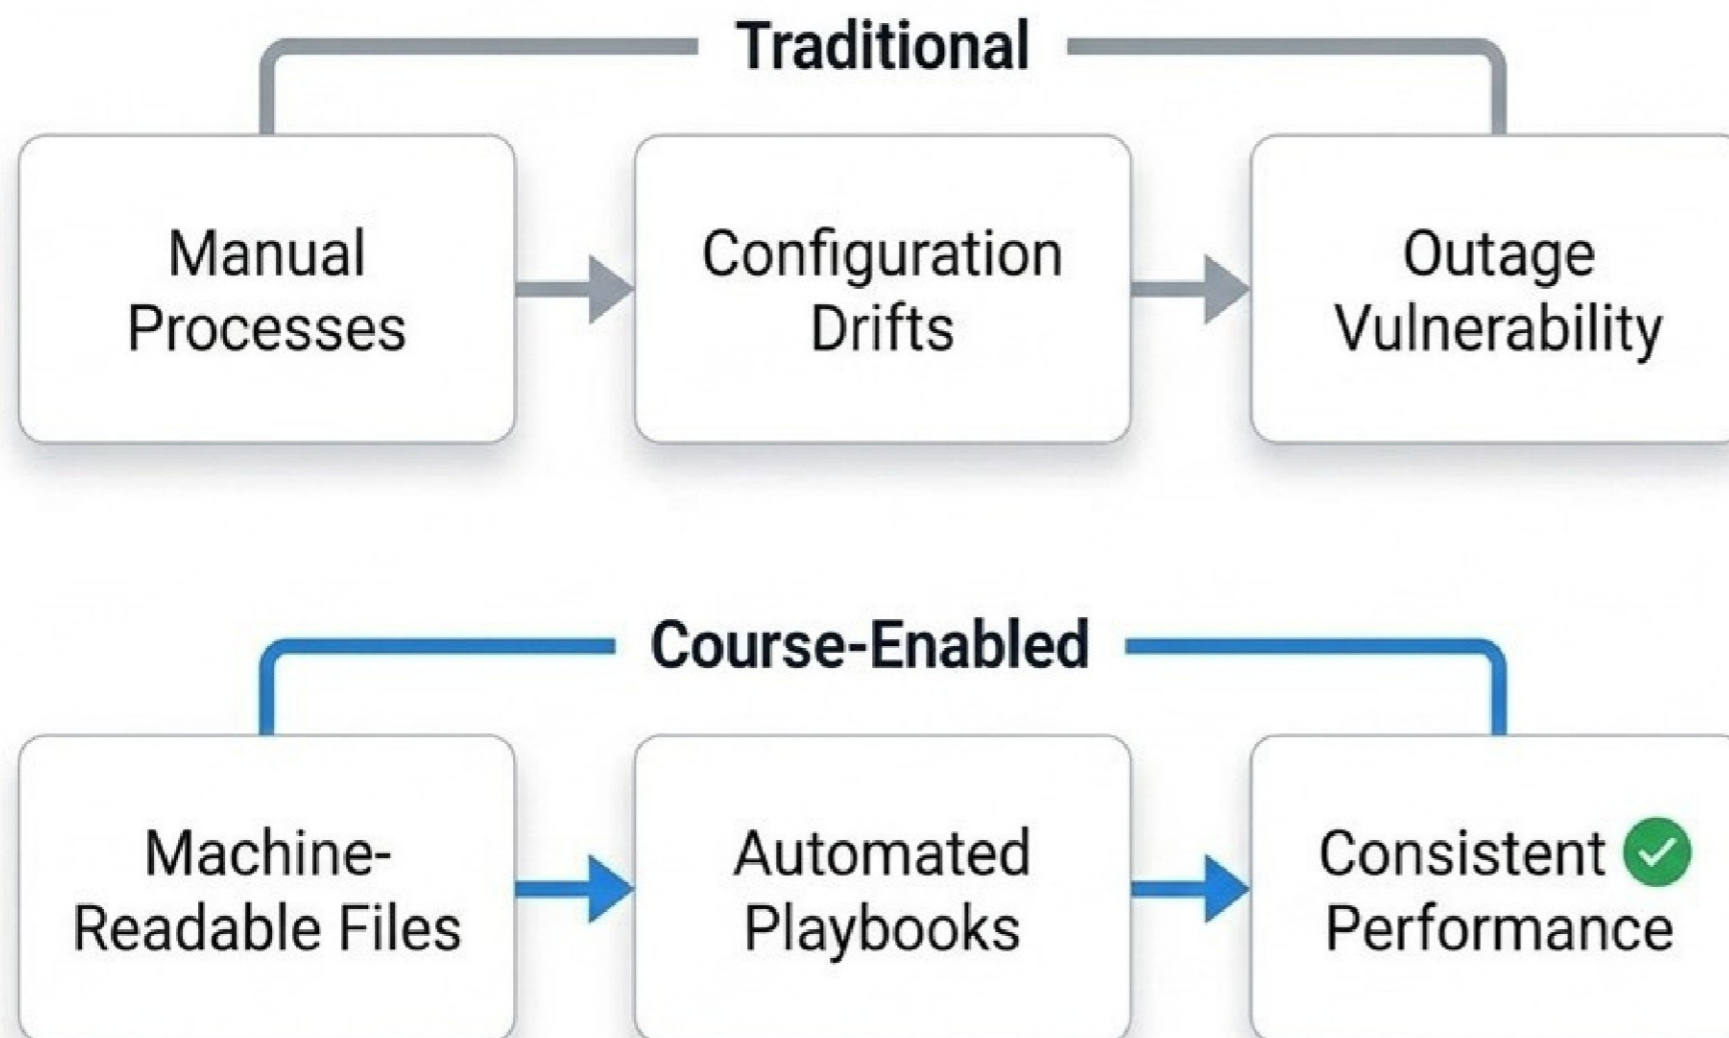 Traditional
Manual
Processes
Configuration
Drifts
Outage
Vulnerability
Course-Enabled
Machine-
Readable Files
Automated
Playbooks
Consistent
Performance